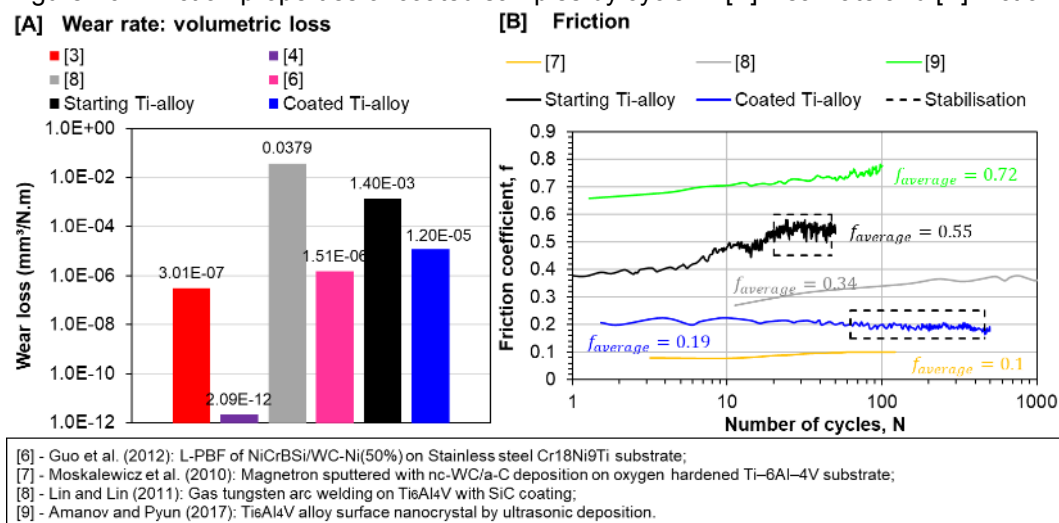 [A] Wear rate: volumetric loss
[3]
[4]
[8]
[6]
Starting Ti-alloy
Coated Ti-alloy
Wear loss (mm³/N.m)
1.0E+00
1.0E-02
1.0E-04
1.0E-06
1.0E-08
1.0E-10
1.0E-12
3.01E-07
2.09E-12
0.0379
1.51E-06
1.40E-03
1.20E-05
[B] Friction
[7]
[8]
[9]
Starting Ti-alloy
Coated Ti-alloy
Stabilisation
Friction coefficient, f
0.9
0.8
0.7
0.6
0.5
0.4
0.3
0.2
0.1
0
faverage = 0.72
faverage = 0.55
faverage = 0.34
faverage = 0.19
faverage = 0.1
1
10
100
1000
Number of cycles, N
[6] - Guo et al. (2012): L-PBF of NiCrBSi/WC-Ni(50%) on Stainless steel Cr18Ni9Ti substrate;
[7] - Moskalewicz et al. (2010): Magnetron sputtered with nc-WC/a-C deposition on oxygen hardened Ti–6Al–4V substrate;
[8] - Lin and Lin (2011): Gas tungsten arc welding on Ti6Al4V with SiC coating;
[9] - Amanov and Pyun (2017): Ti6Al4V alloy surface nanocrystal by ultrasonic deposition.